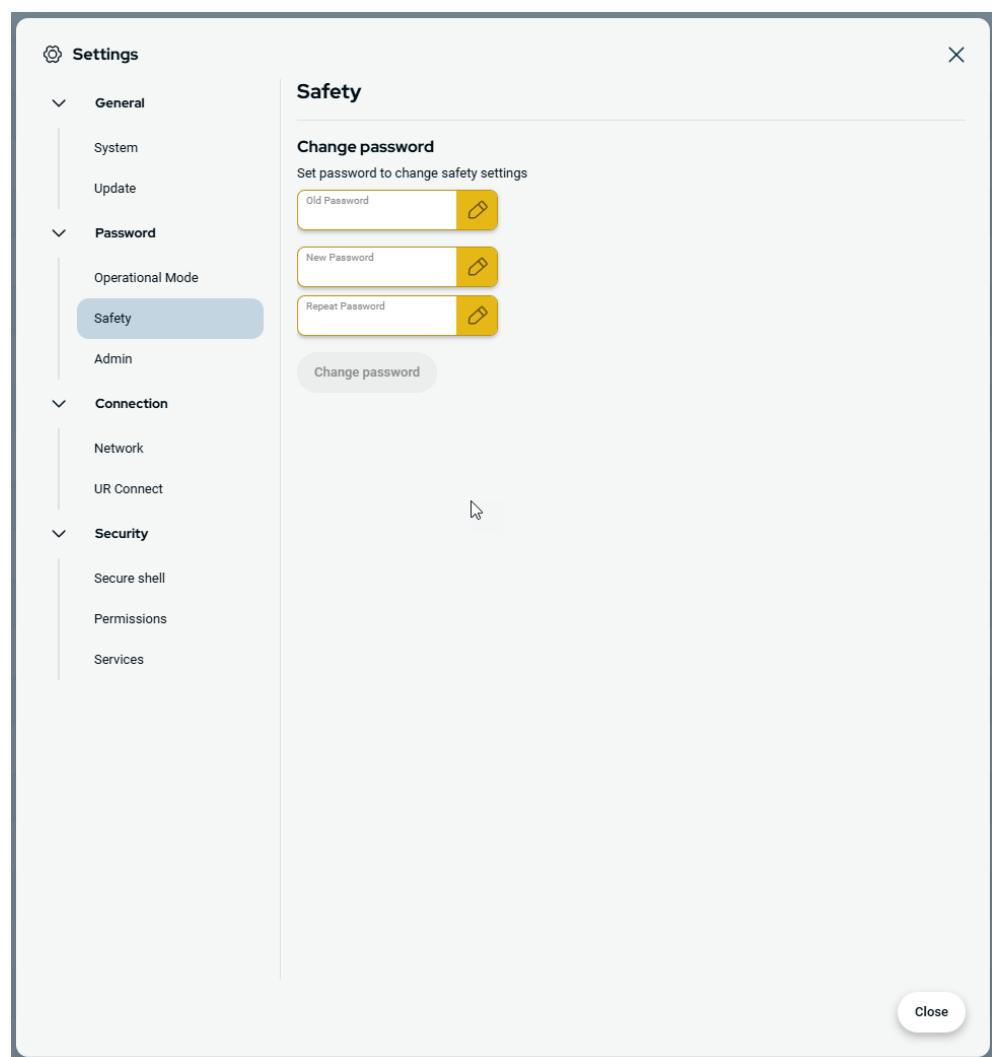 Settings
General
System
Update
Password
Operational Mode
Safety
Admin
Connection
Network
UR Connect
Security
Secure shell
Permissions
Services
Safety
Change password
Set password to change safety settings
Old Password
New Password
Repeat Password
Change password
Close